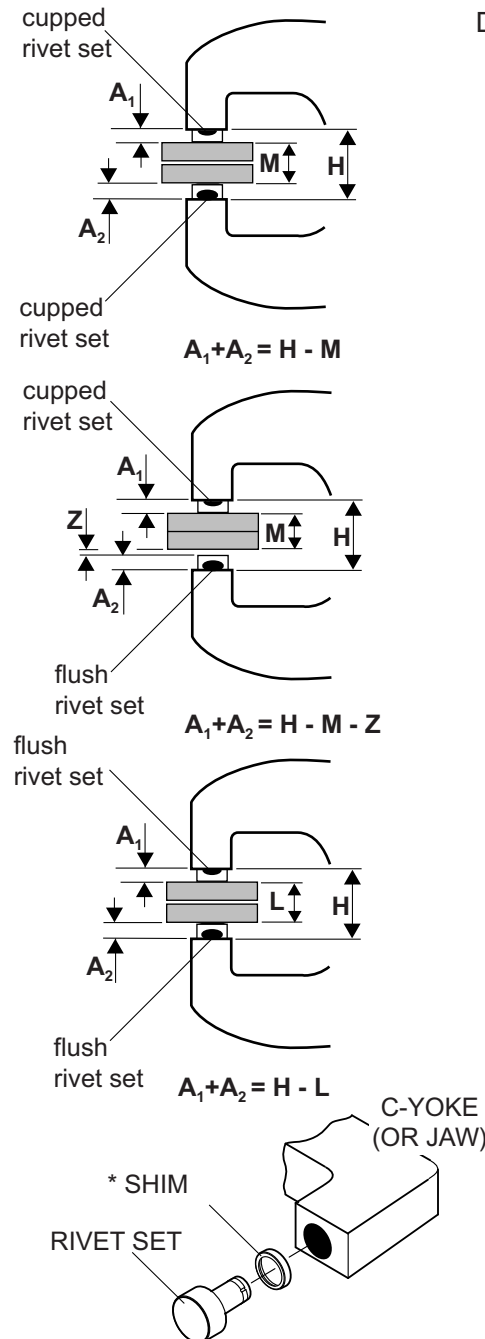 D
cupped
rivet set
A₁
M
H
A₂
cupped
rivet set
A₁+A₂ = H - M
cupped
rivet set
A₁
Z
M
H
A₂
flush
rivet set
A₁+A₂ = H - M - Z
flush
rivet set
A₁
L
H
A₂
flush
rivet set
A₁+A₂ = H - L
C-YOKE
(OR JAW)
* SHIM
RIVET SET